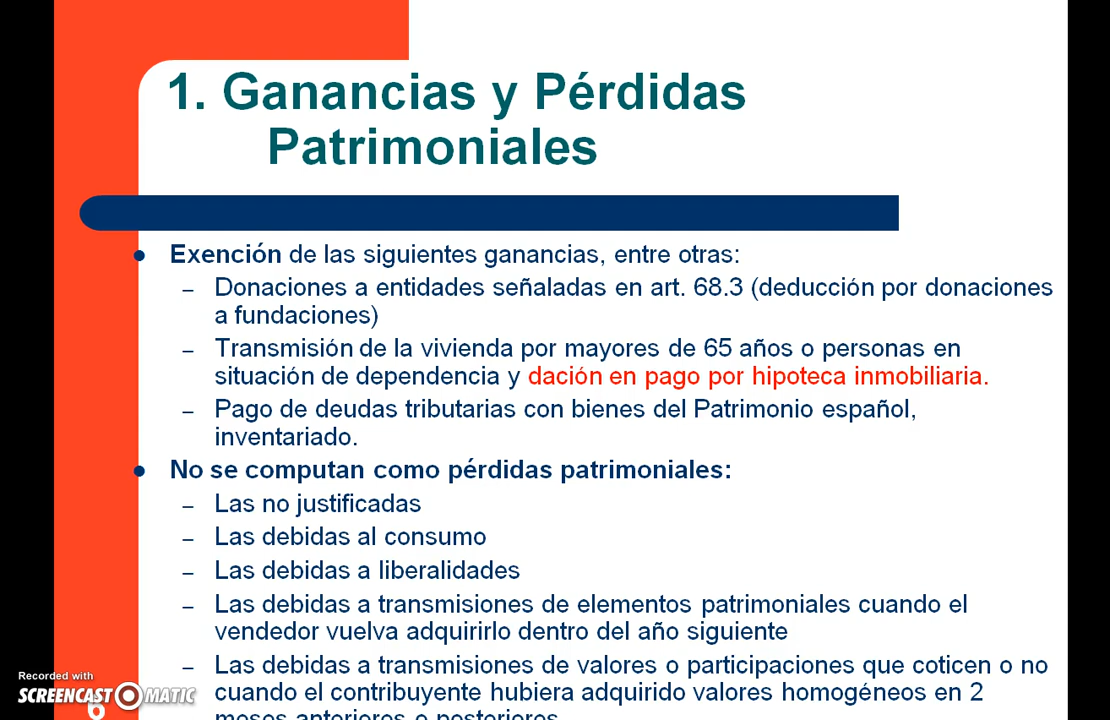 1. Ganancias y Pérdidas
Patrimoniales
● Exención de las siguientes ganancias, entre otras:
– Donaciones a entidades señaladas en art. 68.3 (deducción por donaciones
a fundaciones)
– Transmisión de la vivienda por mayores de 65 años o personas en
situación de dependencia y dación en pago por hipoteca inmobiliaria.
– Pago de deudas tributarias con bienes del Patrimonio español,
inventariado.
● No se computan como pérdidas patrimoniales:
– Las no justificadas
– Las debidas al consumo
– Las debidas a liberalidades
– Las debidas a transmisiones de elementos patrimoniales cuando el
vendedor vuelva adquirirlo dentro del año siguiente
– Las debidas a transmisiones de valores o participaciones que coticen o no
cuando el contribuyente hubiera adquirido valores homogéneos en 2
meses anteriores o posteriores
Recorded with
SCREENCAST MATIC
6